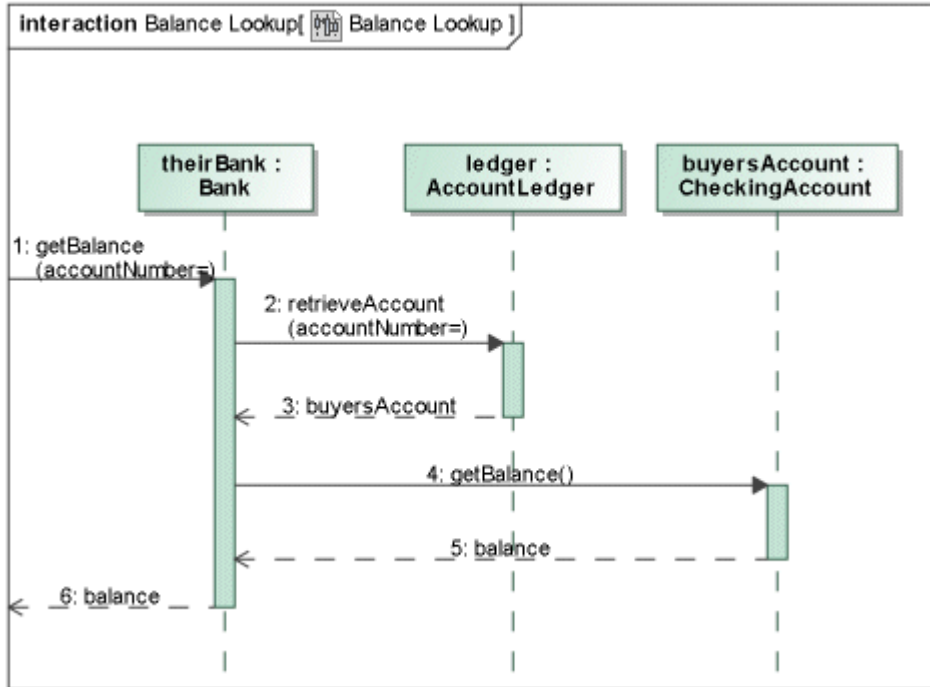 interaction Balance Lookup[ Balance Lookup ]
theirBank :
Bank
ledger :
AccountLedger
buyersAccount :
CheckingAccount
1: getBalance
(accountNumber=)
2: retrieveAccount
(accountNumber=)
3: buyersAccount
4: getBalance()
5: balance
6: balance